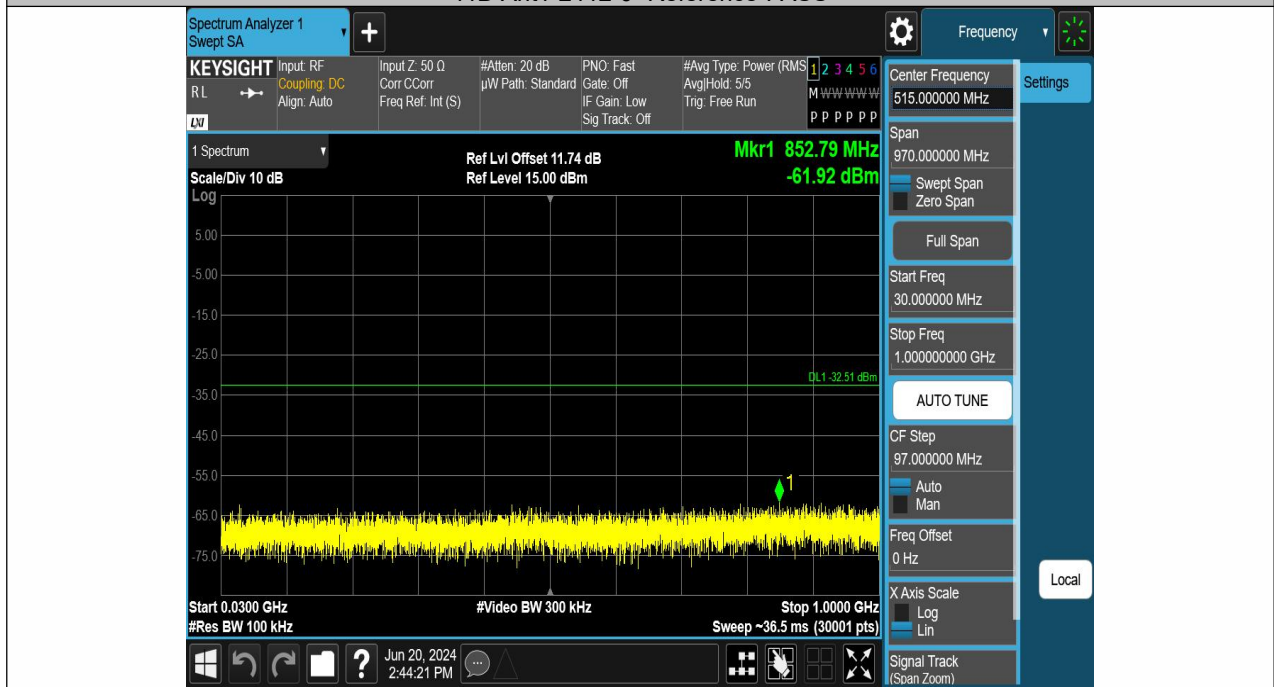 Spectrum Analyzer 1
Swept SA
+
Frequency
KEYSIGHT
RL
LXI
Input: RF
Coupling: DC
Align: Auto
Input Z: 50 Ω
Corr CCorr
Freq Ref: Int (S)
#Atten: 20 dB
µW Path: Standard
PNO: Fast
Gate: Off
IF Gain: Low
Sig Track: Off
#Avg Type: Power (RMS
Avg|Hold: 5/5
Trig: Free Run
1 2 3 4 5 6
M W W W W W
P P P P P P
1 Spectrum
Scale/Div 10 dB
Ref Lvl Offset 11.74 dB
Ref Level 15.00 dBm
Mkr1 852.79 MHz
-61.92 dBm
Log
5.00
-5.00
-15.0
-25.0
DL1 -32.51 dBm
-35.0
-45.0
-55.0
1
-65.0
-75.0
Start 0.0300 GHz
#Res BW 100 kHz
#Video BW 300 kHz
Stop 1.0000 GHz
Sweep ~36.5 ms (30001 pts)
Center Frequency
515.000000 MHz
Settings
Span
970.000000 MHz
Swept Span
Zero Span
Full Span
Start Freq
30.000000 MHz
Stop Freq
1.000000000 GHz
AUTO TUNE
CF Step
97.000000 MHz
Auto
Man
Freq Offset
0 Hz
X Axis Scale
Log
Lin
Local
Signal Track
(Span Zoom)
?
Jun 20, 2024
2:44:21 PM